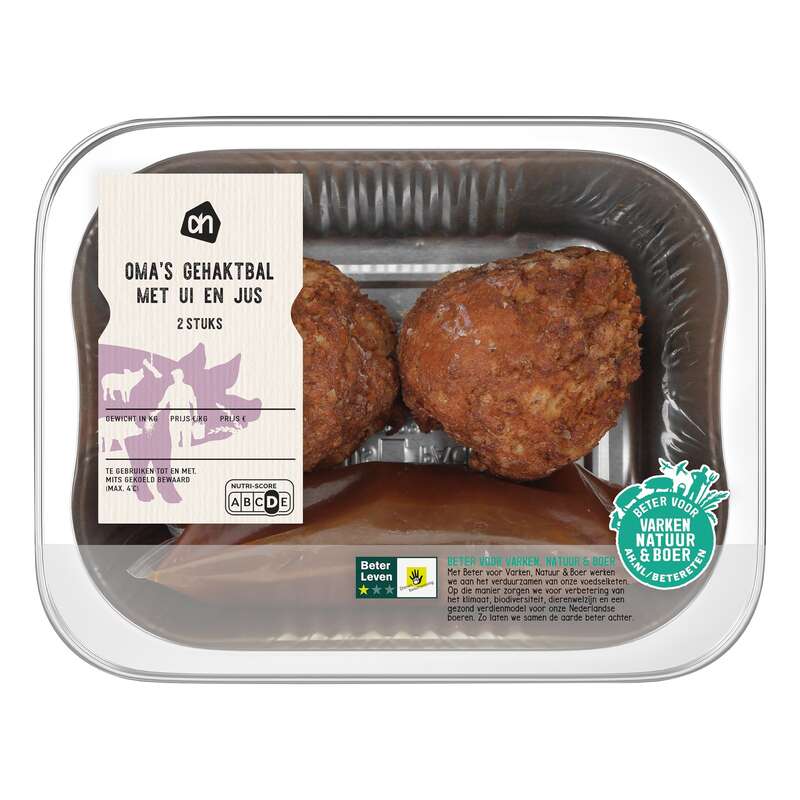 ah
OMA'S GEHAKTBAL
MET UI EN JUS
2 STUKS
GEWICHT IN KG PRIJS €/KG PRIJS €
TE GEBRUIKEN TOT EN MET,
MITS GEKOELD BEWAARD
(MAX. 4°C)
NUTRI-SCORE
A B C D E
Beter
Leven
BETER VOOR VARKEN, NATUUR & BOER
Met Beter voor Varken, Natuur & Boer werken
we aan het verduurzamen van onze voedselketen.
Op die manier zorgen we voor verbetering van
het klimaat, biodiversiteit, dierenwelzijn en een
gezond verdienmodel voor onze Nederlandse
boeren. Zo laten we samen de aarde beter achter.
BETER VOOR
VARKEN
NATUUR
& BOER
AH.NL/BETERETEN